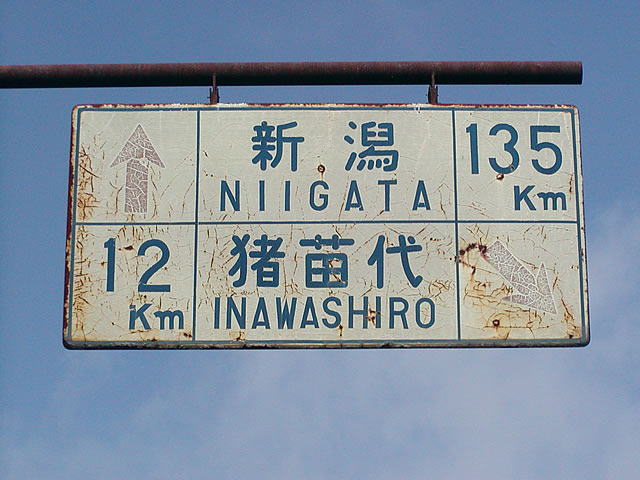 新潟 135
NIIGATA Km
12 猪苗代
Km INAWASHIRO